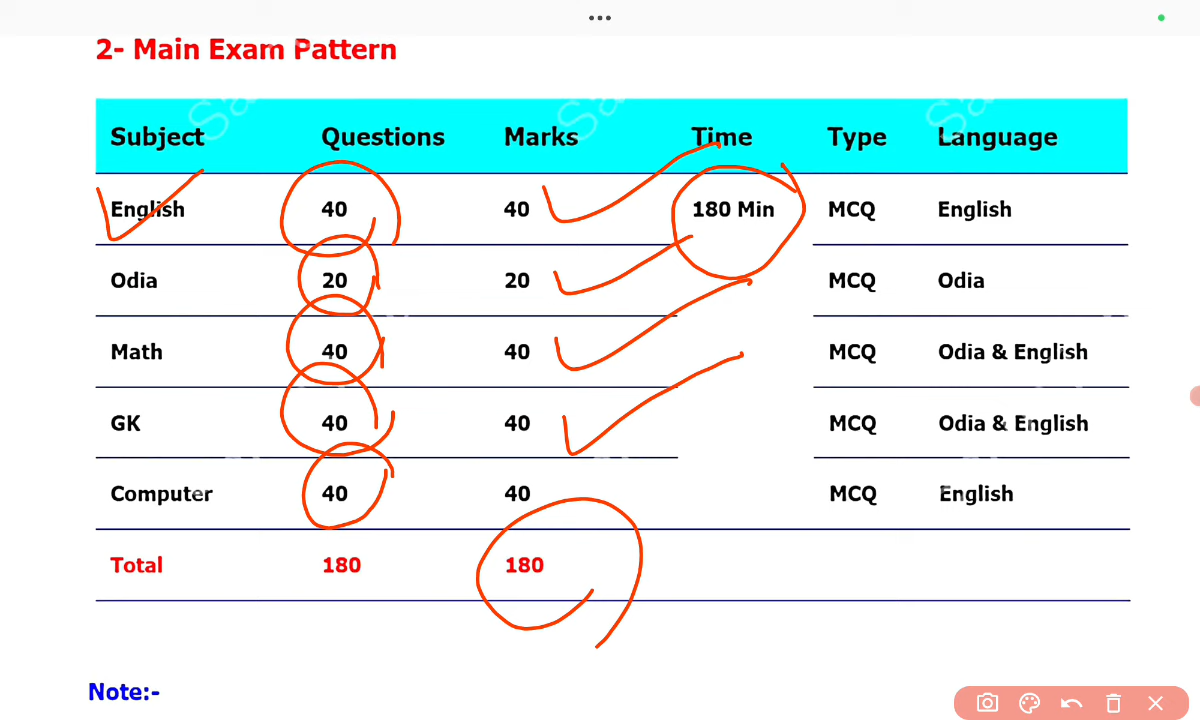 2- Main Exam Pattern
Subject Questions Marks Time Type Language
English 40 40 180 Min MCQ English
Odia 20 20 MCQ Odia
Math 40 40 MCQ Odia & English
GK 40 40 MCQ Odia & English
Computer 40 40 MCQ English
Total 180 180
Note:-